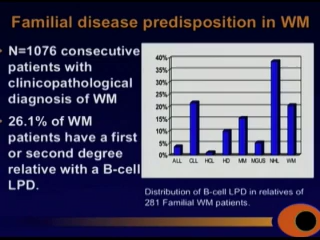 Familial disease predisposition in WM
N=1076 consecutive
patients with
clinicopathological
diagnosis of WM
26.1% of WM
patients have a first
or second degree
relative with a B-cell
LPD.
40%
35%
30%
25%
20%
15%
10%
5%
0%
ALL CLL HCL HD MM MGUS NHL WM
Distribution of B-cell LPD in relatives of
281 Familial WM patients.